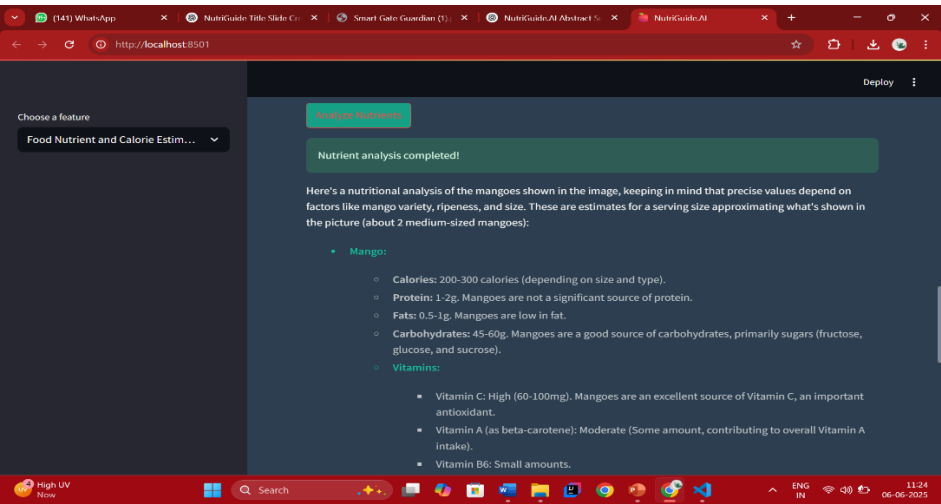 (141) WhatsApp
NutriGuide Title Slide Cr
Smart Gate Guardian (1).
NutriGuide.AI Abstract S
NutriGuide.AI
http://localhost:8501
Deploy
Choose a feature
Food Nutrient and Calorie Estim...
Analyze Nutrients
Nutrient analysis completed!
Here's a nutritional analysis of the mangoes shown in the image, keeping in mind that precise values depend on
factors like mango variety, ripeness, and size. These are estimates for a serving size approximating what's shown in
the picture (about 2 medium-sized mangoes):
Mango:
Calories: 200-300 calories (depending on size and type).
Protein: 1-2g. Mangoes are not a significant source of protein.
Fats: 0.5-1g. Mangoes are low in fat.
Carbohydrates: 45-60g. Mangoes are a good source of carbohydrates, primarily sugars (fructose,
glucose, and sucrose).
Vitamins:
Vitamin C: High (60-100mg). Mangoes are an excellent source of Vitamin C, an important
antioxidant.
Vitamin A (as beta-carotene): Moderate (Some amount, contributing to overall Vitamin A
intake).
Vitamin B6: Small amounts.
High UV
Now
Search
ENG
IN
11:24
06-06-2025